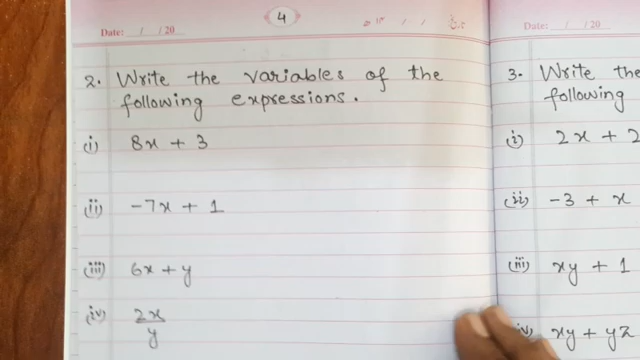 4
Date: / / 20
2. Write the variables of the
following expressions.
(i) 8x + 3
(ii) -7x + 1
(iii) 6x + y
(iv) 2x
y
Date: / / 20
3. Write the
following
(i) 2x + 2
(ii) -3 + x
(iii) xy + 1
(iv) xy + yz